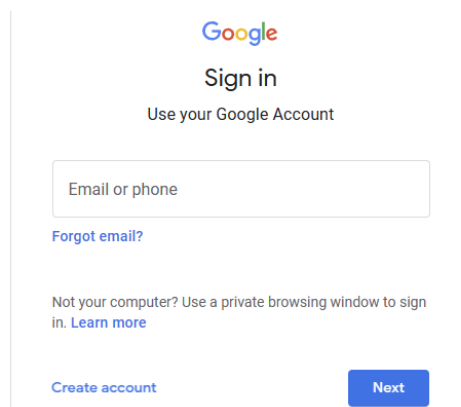 Google
Sign in
Use your Google Account
Email or phone
Forgot email?
Not your computer? Use a private browsing window to sign
in. Learn more
Create account
Next